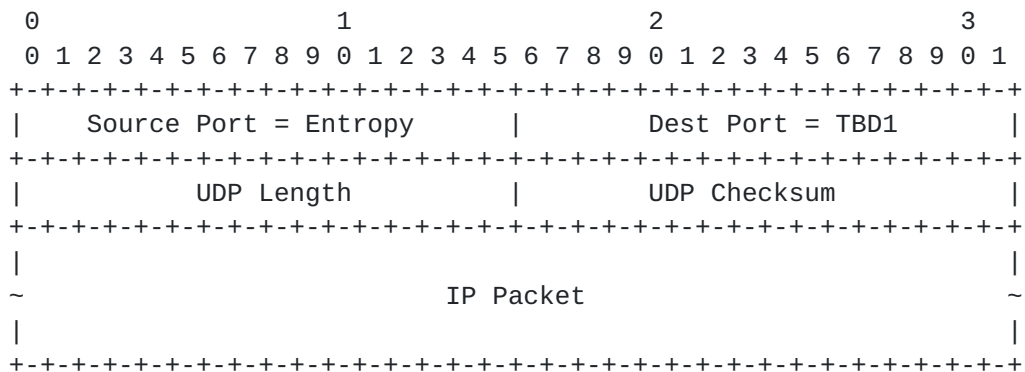 0                   1                   2                   3
 0 1 2 3 4 5 6 7 8 9 0 1 2 3 4 5 6 7 8 9 0 1 2 3 4 5 6 7 8 9 0 1
+-+-+-+-+-+-+-+-+-+-+-+-+-+-+-+-+-+-+-+-+-+-+-+-+-+-+-+-+-+-+-+-+
|    Source Port = Entropy      |        Dest Port = TBD1       |
+-+-+-+-+-+-+-+-+-+-+-+-+-+-+-+-+-+-+-+-+-+-+-+-+-+-+-+-+-+-+-+-+
|           UDP Length          |        UDP Checksum           |
+-+-+-+-+-+-+-+-+-+-+-+-+-+-+-+-+-+-+-+-+-+-+-+-+-+-+-+-+-+-+-+-+
|                                                               |
~                           IP Packet                           ~
|                                                               |
+-+-+-+-+-+-+-+-+-+-+-+-+-+-+-+-+-+-+-+-+-+-+-+-+-+-+-+-+-+-+-+-+